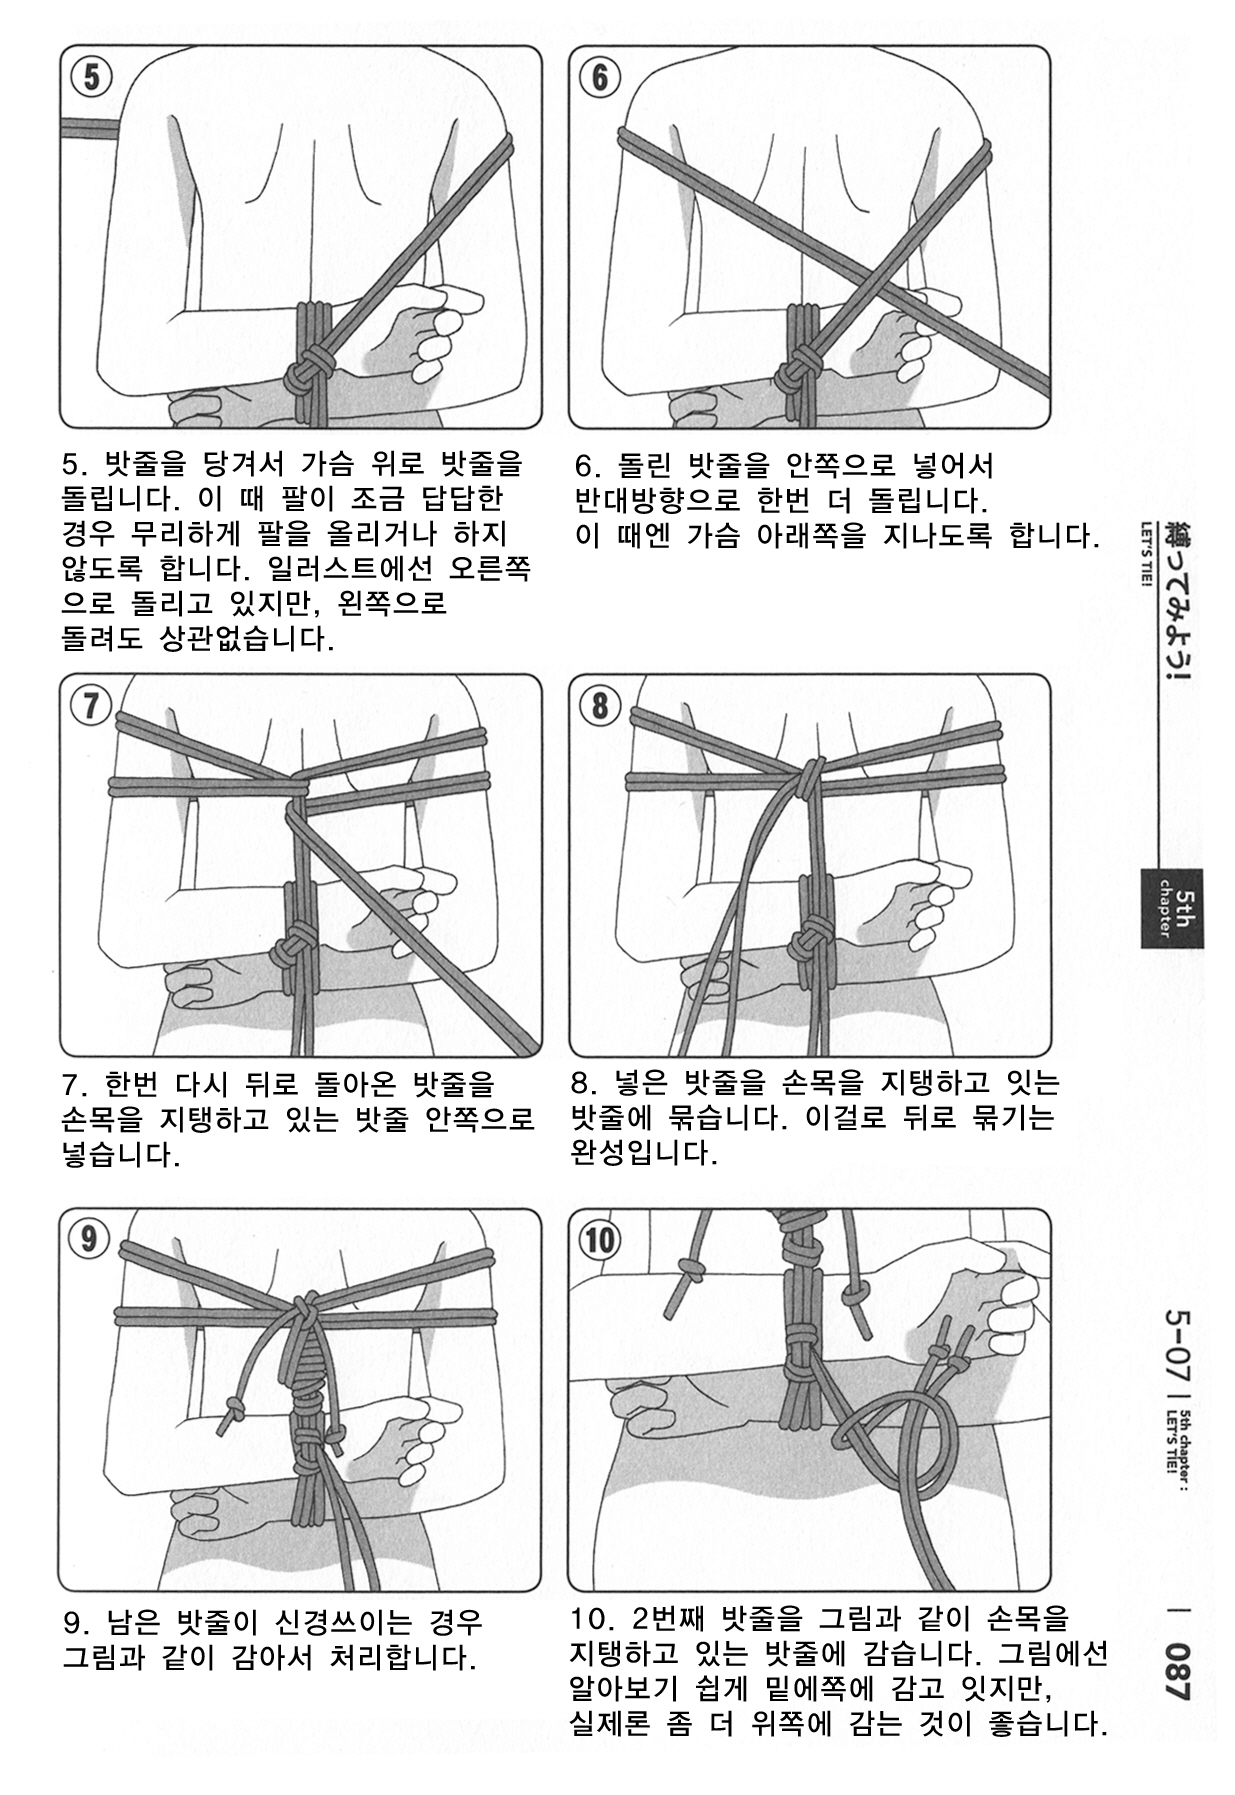 5
6
5. 밧줄을 당겨서 가슴 위로 밧줄을
돌립니다. 이 때 팔이 조금 답답한
경우 무리하게 팔을 올리거나 하지
않도록 합니다. 일러스트에선 오른쪽
으로 돌리고 있지만, 왼쪽으로
돌려도 상관없습니다.
6. 돌린 밧줄을 안쪽으로 넣어서
반대방향으로 한번 더 돌립니다.
이 때엔 가슴 아래쪽을 지나도록 합니다.
7
8
7. 한번 다시 뒤로 돌아온 밧줄을
손목을 지탱하고 있는 밧줄 안쪽으로
넣습니다.
8. 넣은 밧줄을 손목을 지탱하고 잇는
밧줄에 묶습니다. 이걸로 뒤로 묶기는
완성입니다.
9
10
9. 남은 밧줄이 신경쓰이는 경우
그림과 같이 감아서 처리합니다.
10. 2번째 밧줄을 그림과 같이 손목을
지탱하고 있는 밧줄에 감습니다. 그림에선
알아보기 쉽게 밑에쪽에 감고 잇지만,
실제론 좀 더 위쪽에 감는 것이 좋습니다.
縛ってみよう!
LET'S TIE!
5th
chapter
5-07
5th chapter :
LET'S TIE!
087